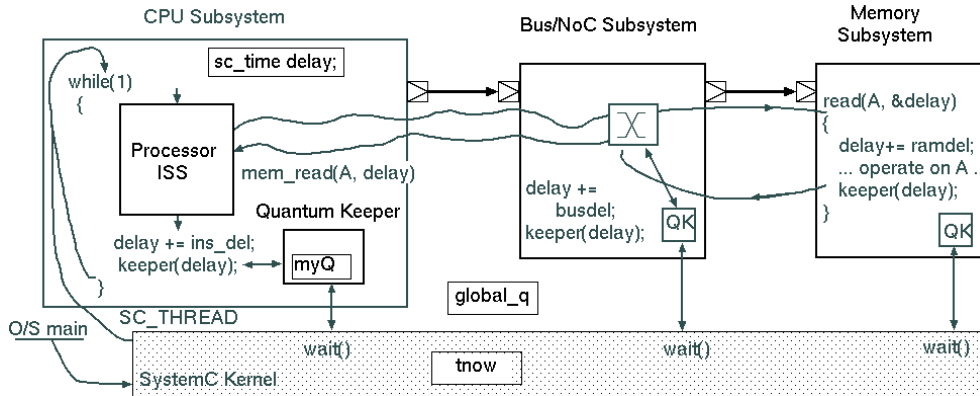 CPU Subsystem
Bus/NoC Subsystem
Memory
Subsystem
sc_time delay;
while(1)
{
Processor
ISS
mem_read(A, delay)
Quantum Keeper
delay += ins_del;
keeper(delay);
myQ
}
delay +=
busdel;
keeper(delay);
QK
read(A, &delay)
{
delay+= ramdel;
... operate on A ..
keeper(delay);
}
QK
global_q
SC_THREAD
O/S main
wait()
wait()
wait()
tnow
SystemC Kernel